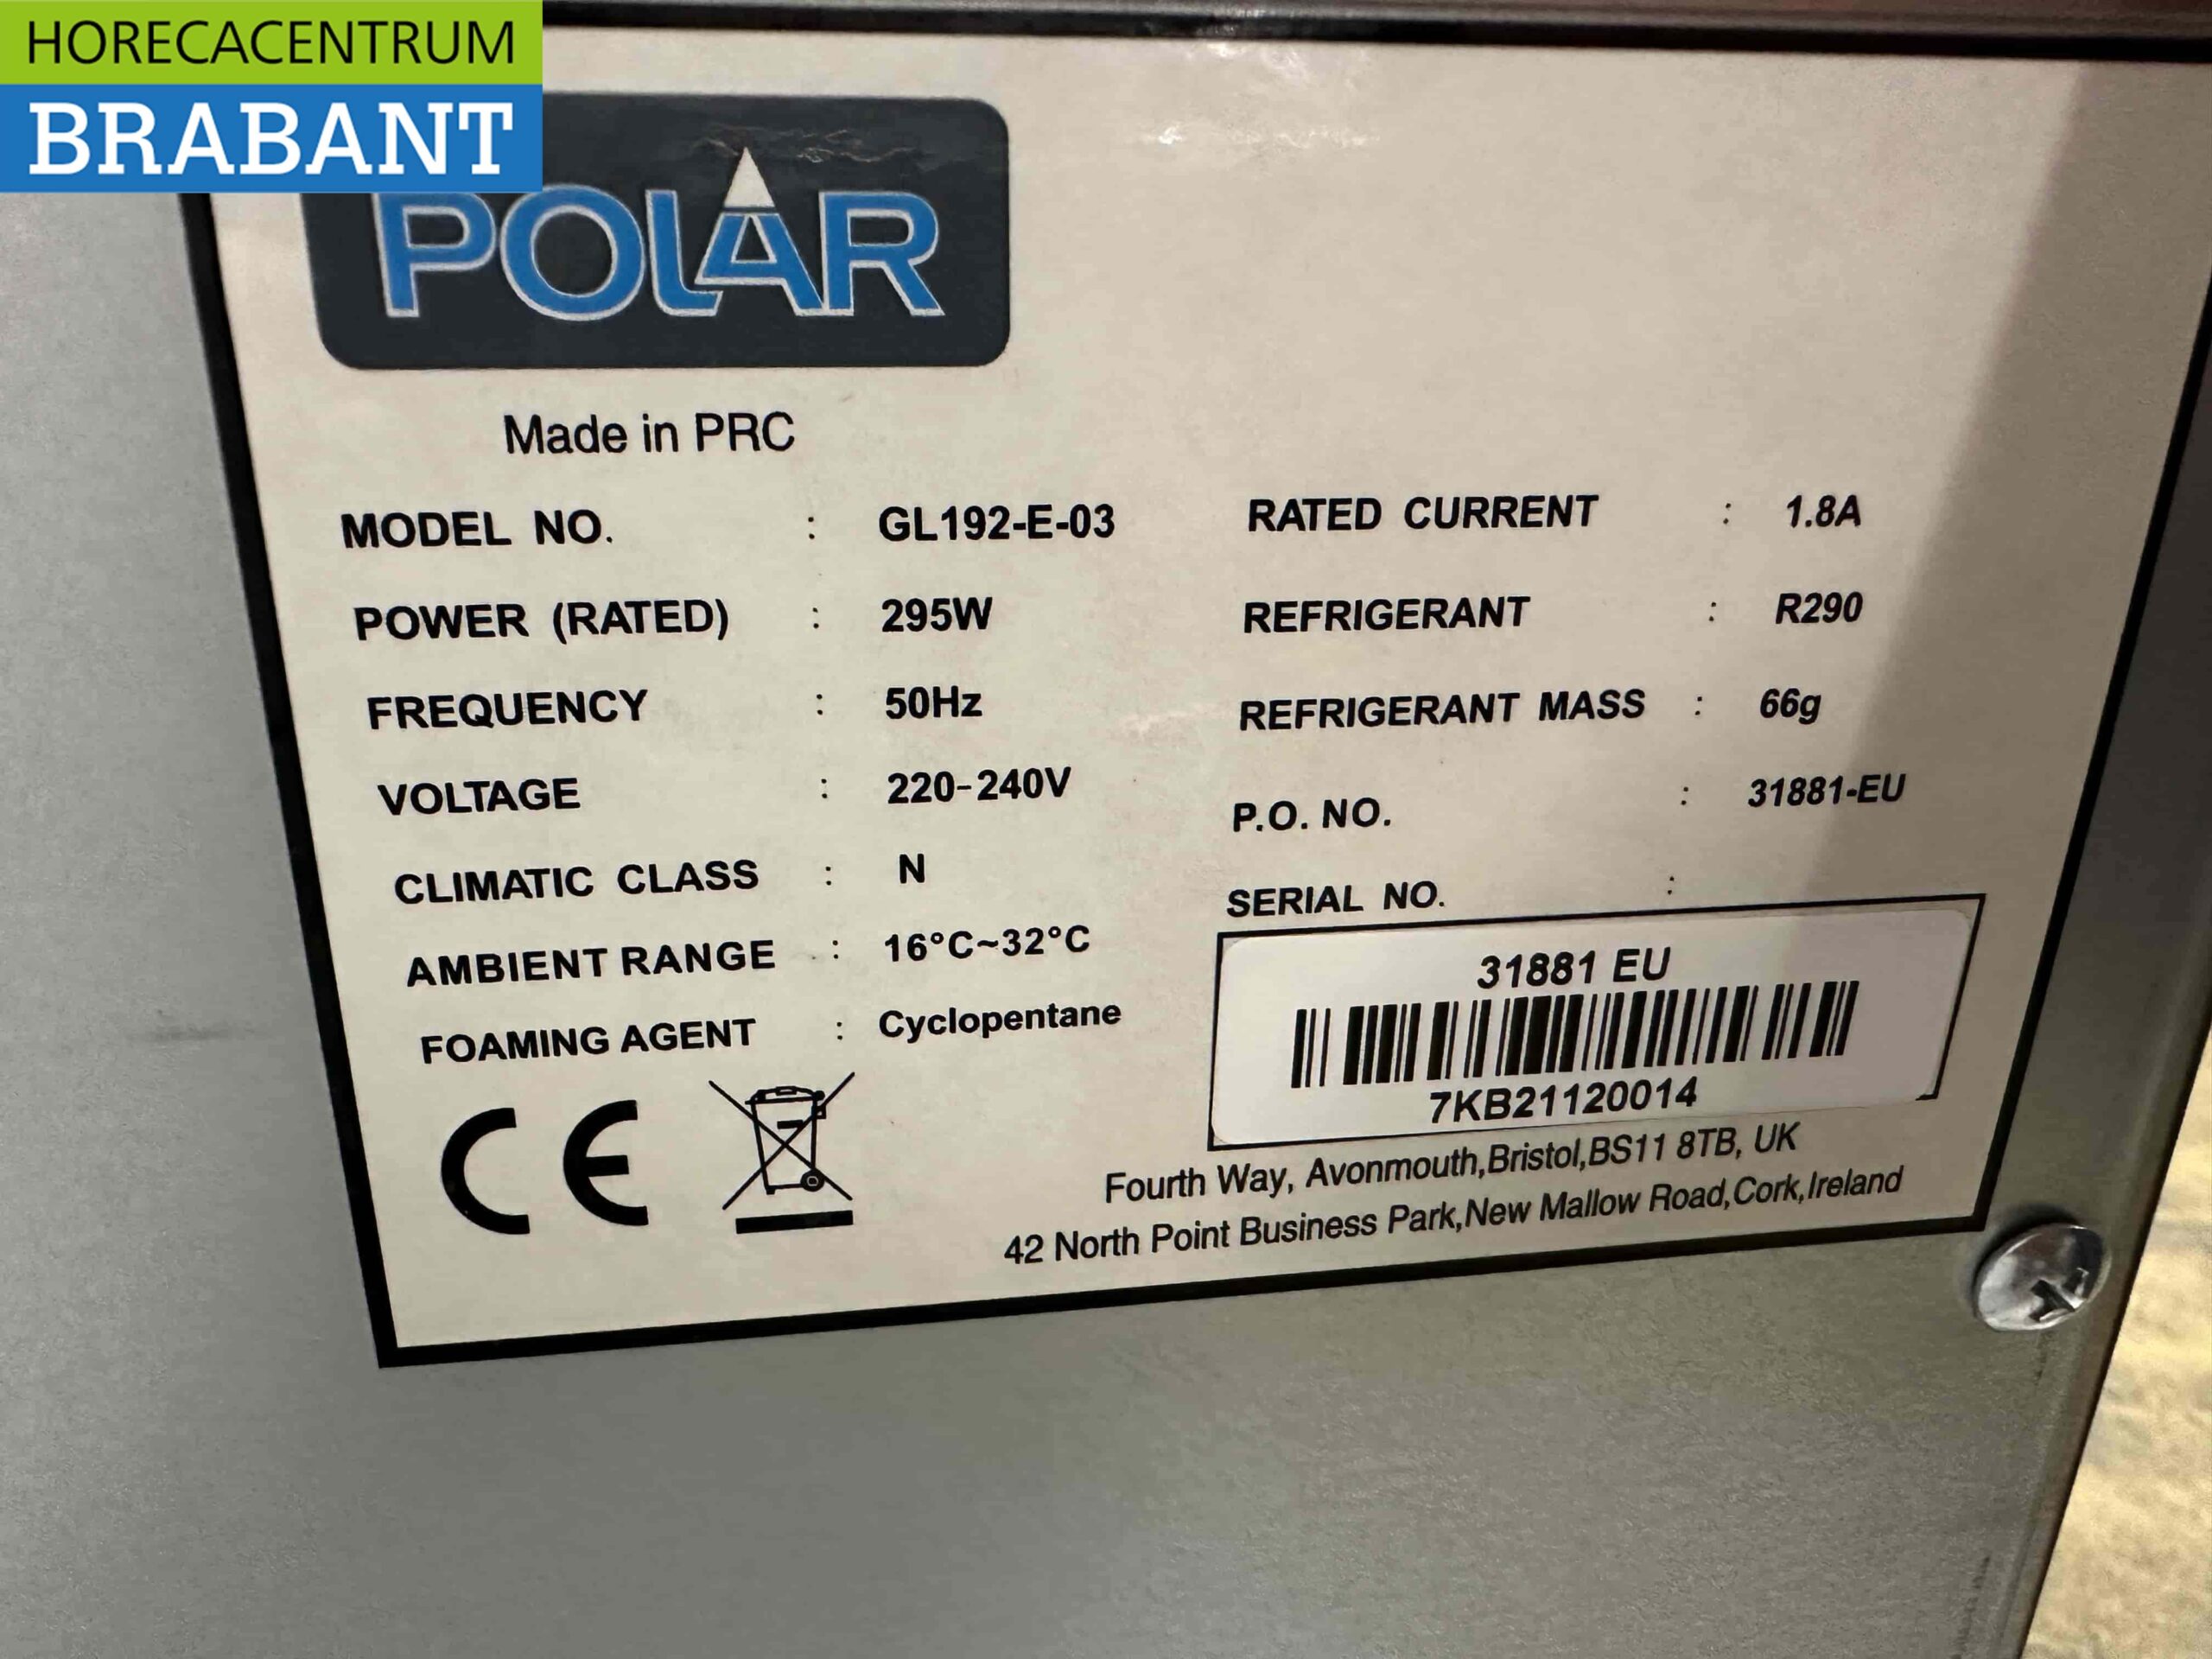 HORECACENTRUM
BRABANT
POLAR
Made in PRC
MODEL NO. : GL192-E-03
POWER (RATED) : 295W
FREQUENCY : 50Hz
VOLTAGE : 220-240V
CLIMATIC CLASS : N
AMBIENT RANGE : 16°C~32°C
FOAMING AGENT : Cyclopentane
CE
RATED CURRENT : 1.8A
REFRIGERANT : R290
REFRIGERANT MASS : 66g
P.O. NO. : 31881-EU
SERIAL NO. :
31881 EU
7KB21120014
Fourth Way, Avonmouth,Bristol,BS11 8TB, UK
42 North Point Business Park,New Mallow Road,Cork,Ireland